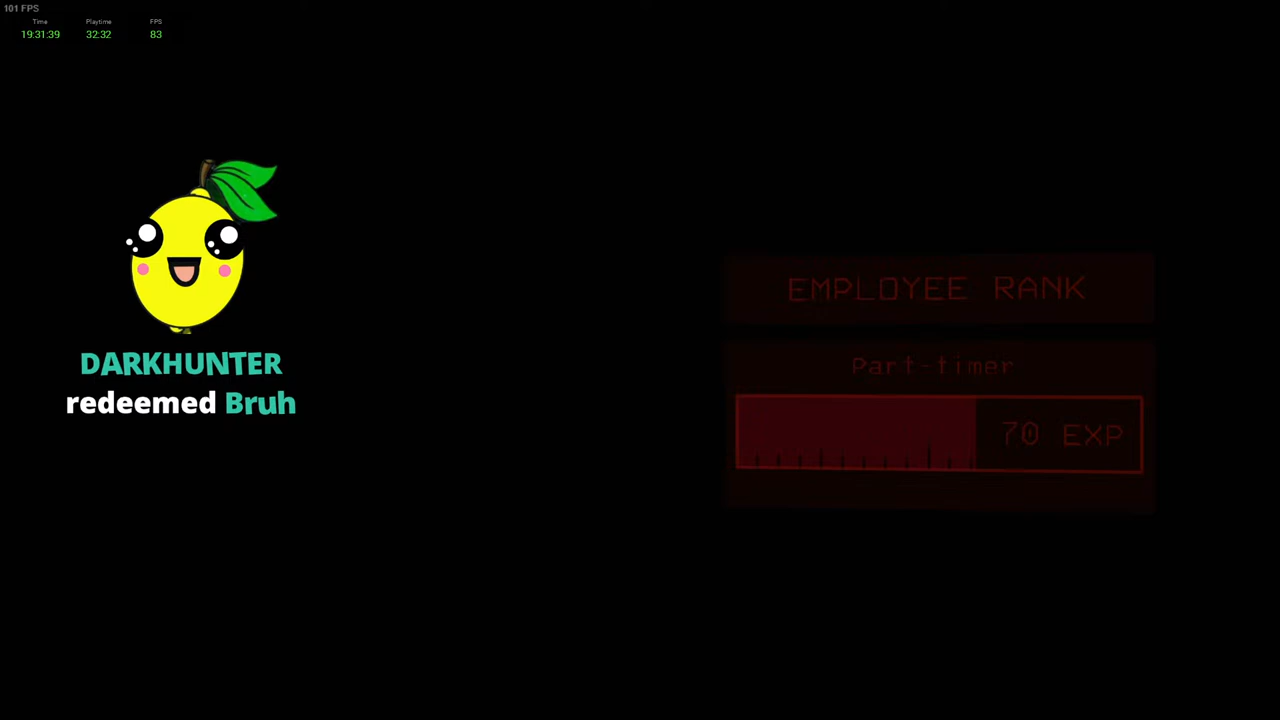 101 FPS
Time Playtime FPS
19:31:39 32:32 83
DARKHUNTER
redeemed Bruh
EMPLOYEE RANK
Part-timer
70 EXP